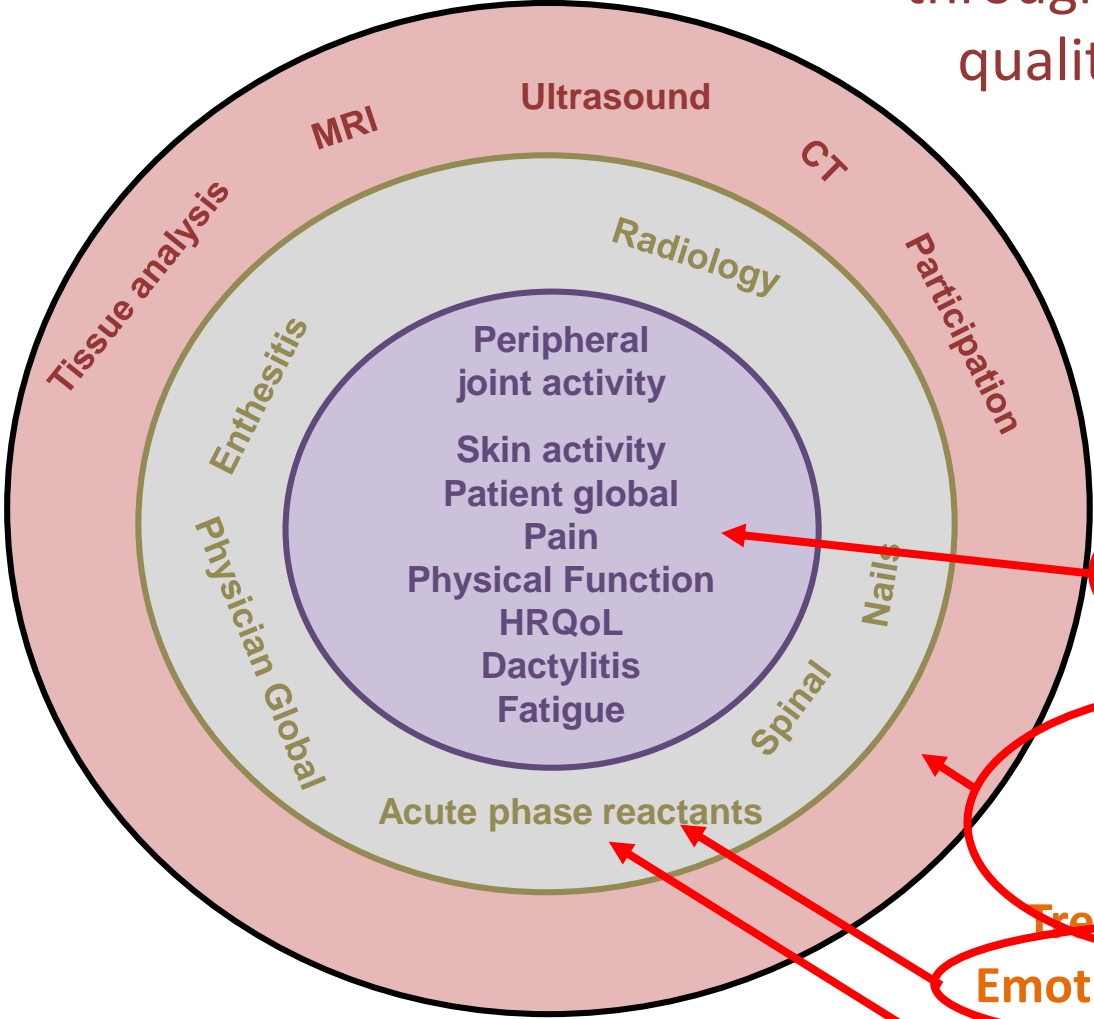 Ultrasound
MRI
CT
Tissue analysis
Participation
Radiology
Enthesitis
Physician Global
Nails
Spinal
Acute phase reactants
Peripheral
joint activity
Skin activity
Patient global
Pain
Physical Function
HRQoL
Dactylitis
Fatigue